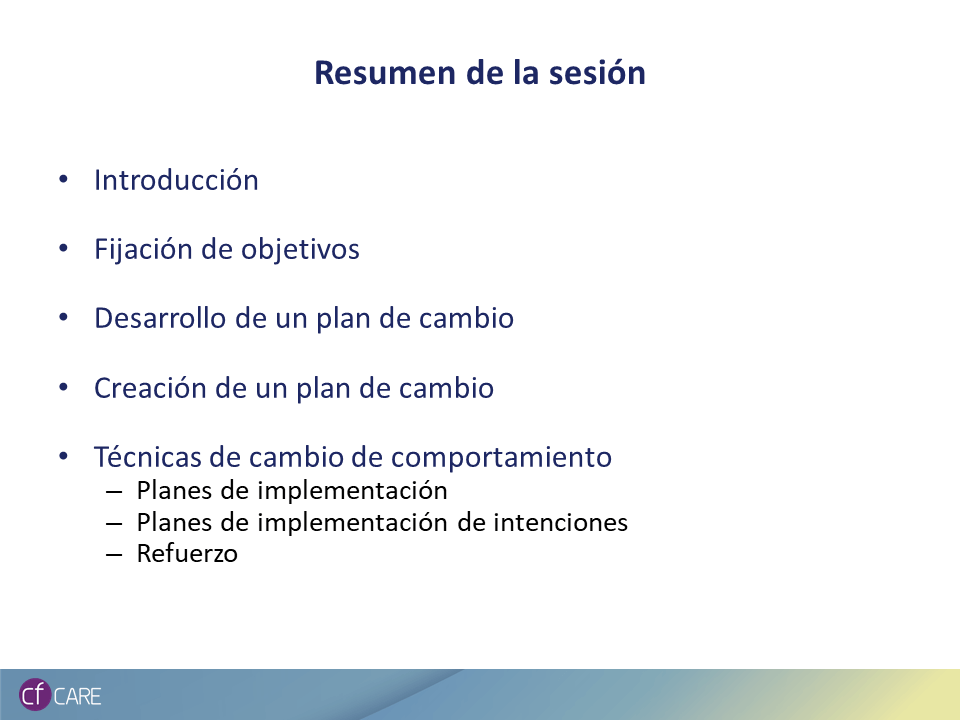 Resumen de la sesión
• Introducción
• Fijación de objetivos
• Desarrollo de un plan de cambio
• Creación de un plan de cambio
• Técnicas de cambio de comportamiento
– Planes de implementación
– Planes de implementación de intenciones
– Refuerzo
cf CARE